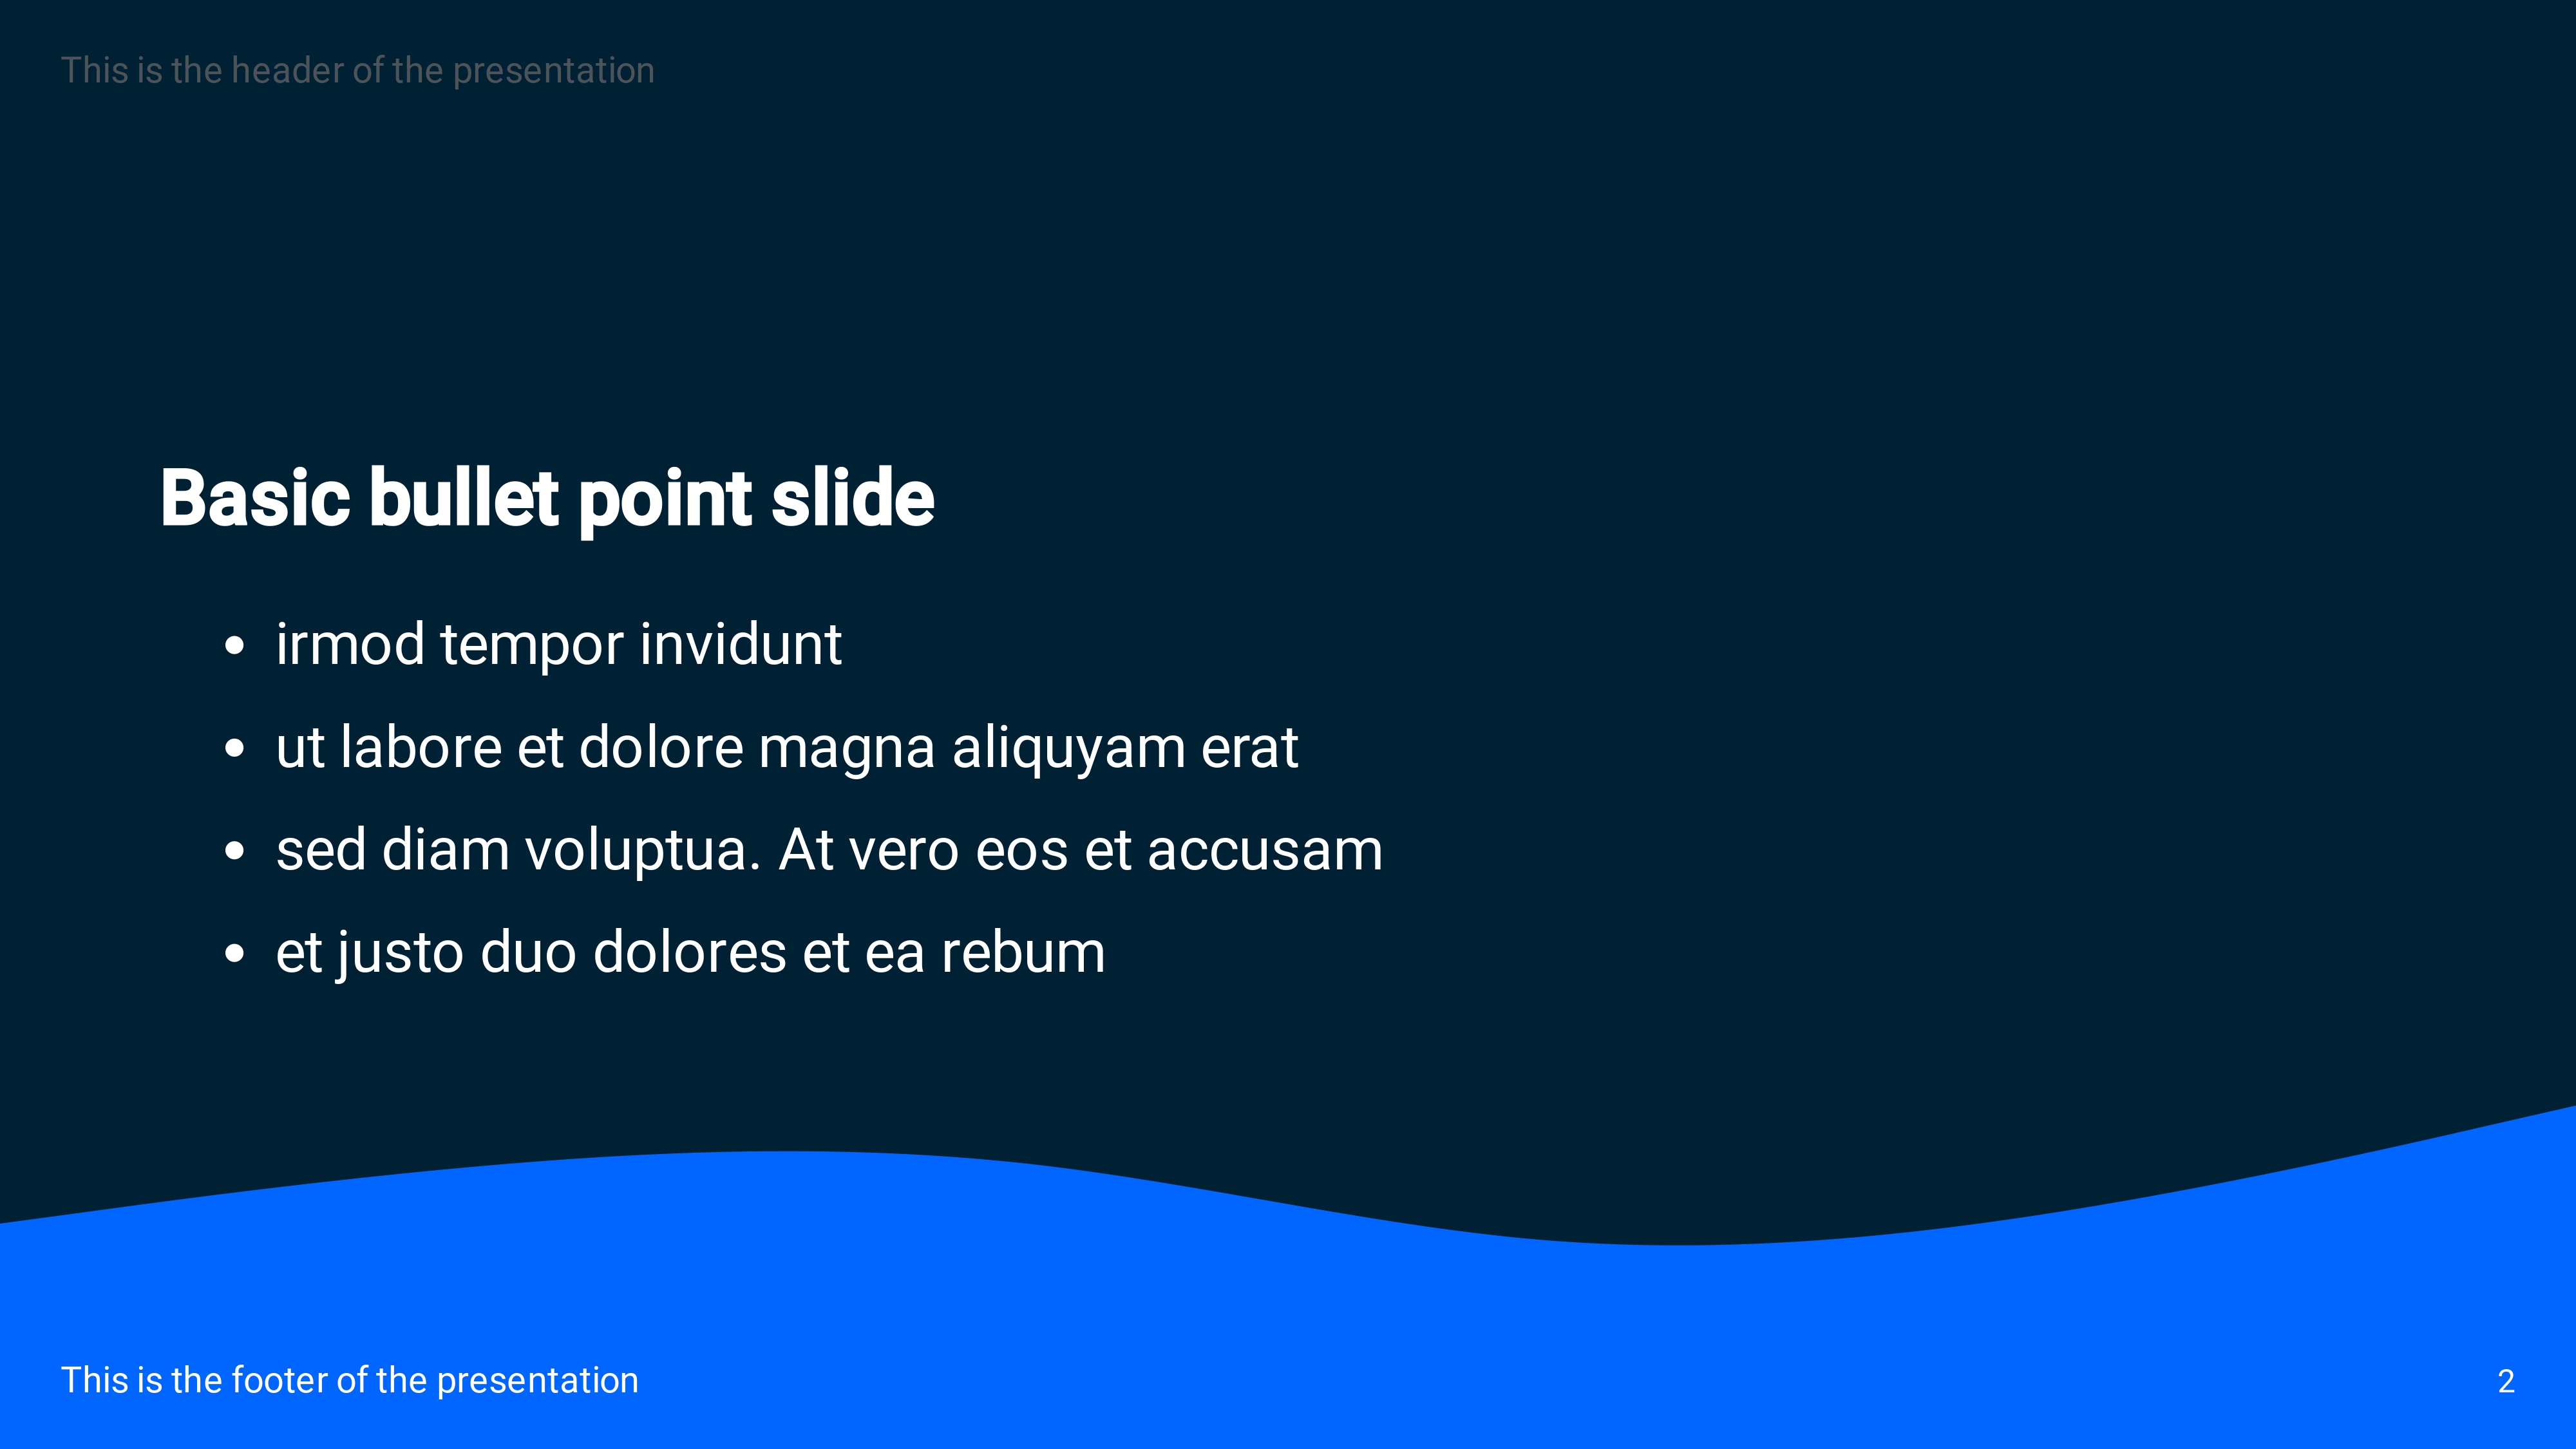 This is the header of the presentation
Basic bullet point slide
• irmod tempor invidunt
• ut labore et dolore magna aliquyam erat
• sed diam voluptua. At vero eos et accusam
• et justo duo dolores et ea rebum
This is the footer of the presentation
2